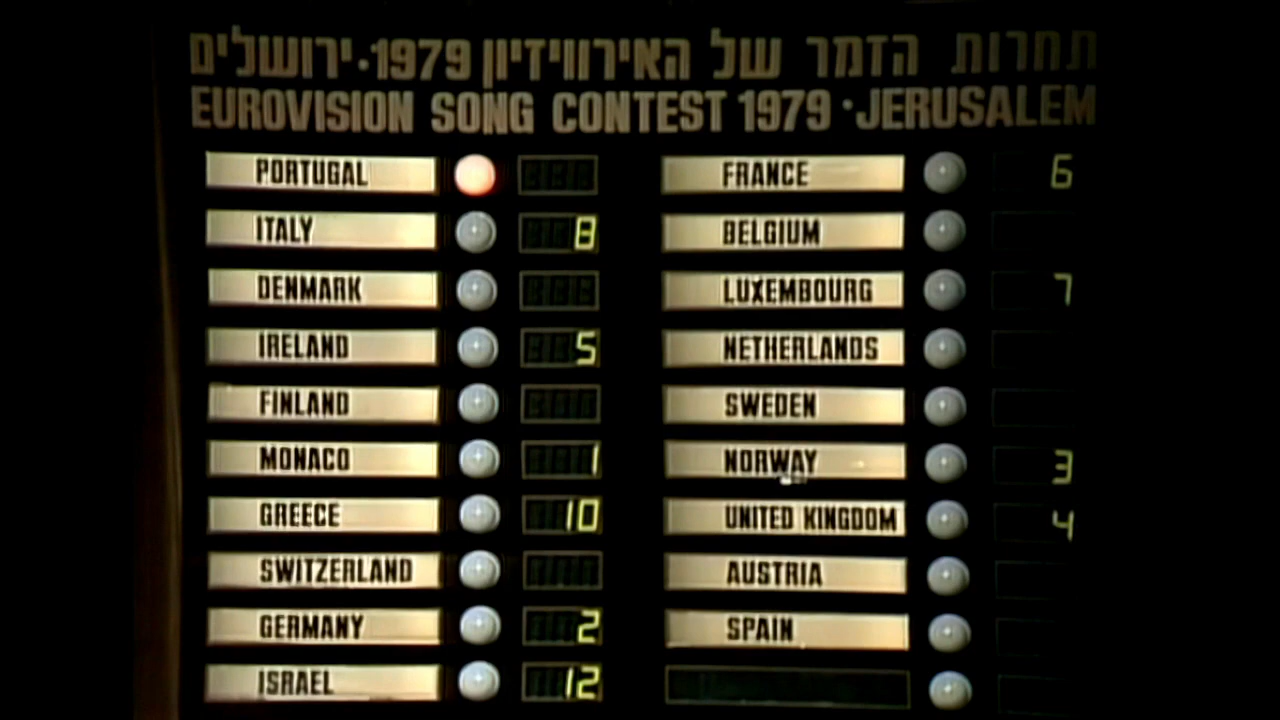 תחרות הזמר של האירוויזיון 1979·ירושלים
EUROVISION SONG CONTEST 1979 · JERUSALEM
PORTUGAL
ITALY 8
DENMARK
IRELAND 5
FINLAND
MONACO 1
GREECE 10
SWITZERLAND
GERMANY 2
ISRAEL 12
FRANCE 6
BELGIUM
LUXEMBOURG 7
NETHERLANDS
SWEDEN
NORWAY 3
UNITED KINGDOM 4
AUSTRIA
SPAIN